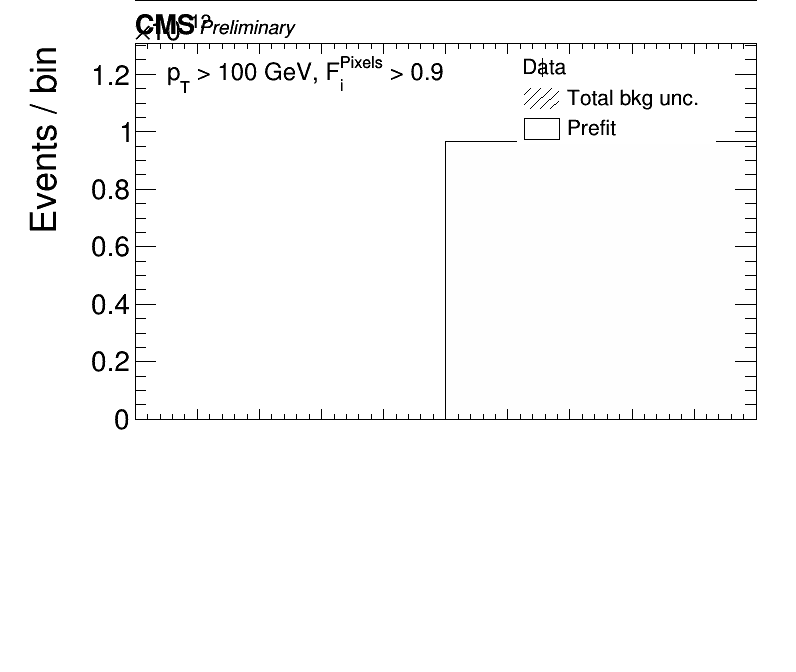 CMS Preliminary
×10
Events / bin
p_T > 100 GeV, F_i^Pixels > 0.9
Data
Total bkg unc.
Prefit
1.2
1
0.8
0.6
0.4
0.2
0